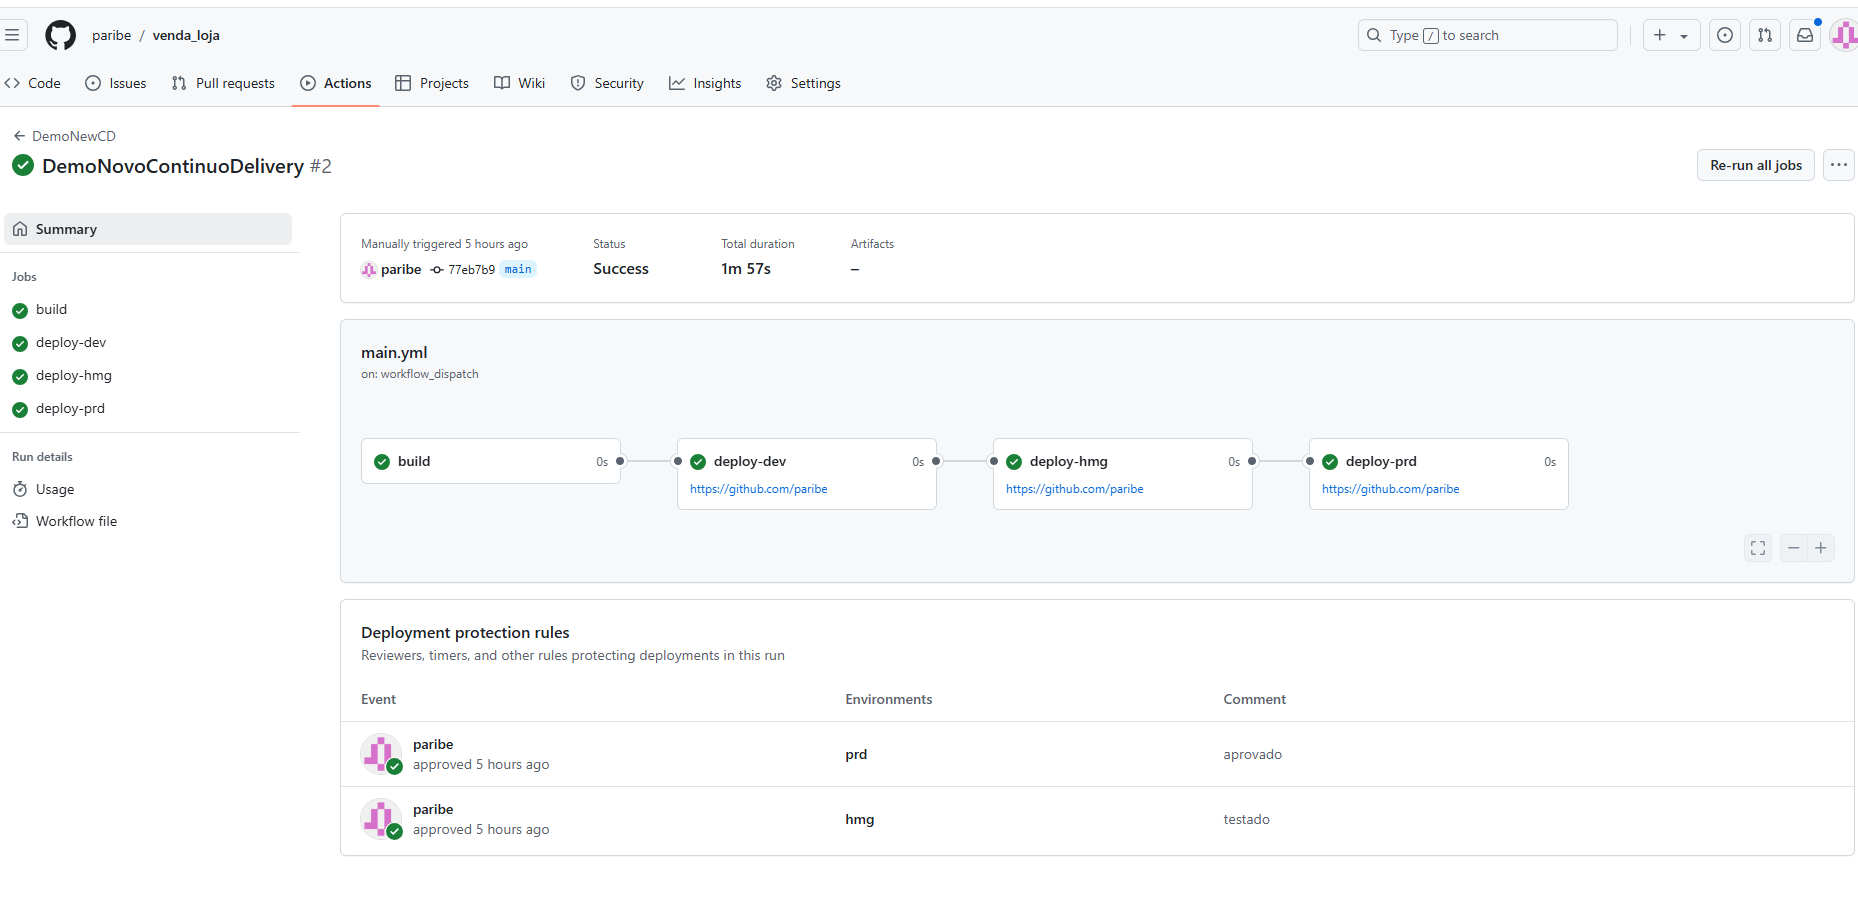 paribe / venda_loja
Type / to search
Code
Issues
Pull requests
Actions
Projects
Wiki
Security
Insights
Settings
DemoNewCD
DemoNovoContinuoDelivery #2
Re-run all jobs
Summary
Jobs
build
deploy-dev
deploy-hmg
deploy-prd
Run details
Usage
Workflow file
Manually triggered 5 hours ago
paribe 77eb7b9 main
Status
Success
Total duration
1m 57s
Artifacts
–
main.yml
on: workflow_dispatch
build 0s
deploy-dev 0s
https://github.com/paribe
deploy-hmg 0s
https://github.com/paribe
deploy-prd 0s
https://github.com/paribe
Deployment protection rules
Reviewers, timers, and other rules protecting deployments in this run
Event Environments Comment
paribe
approved 5 hours ago
prd
aprovado
paribe
approved 5 hours ago
hmg
testado